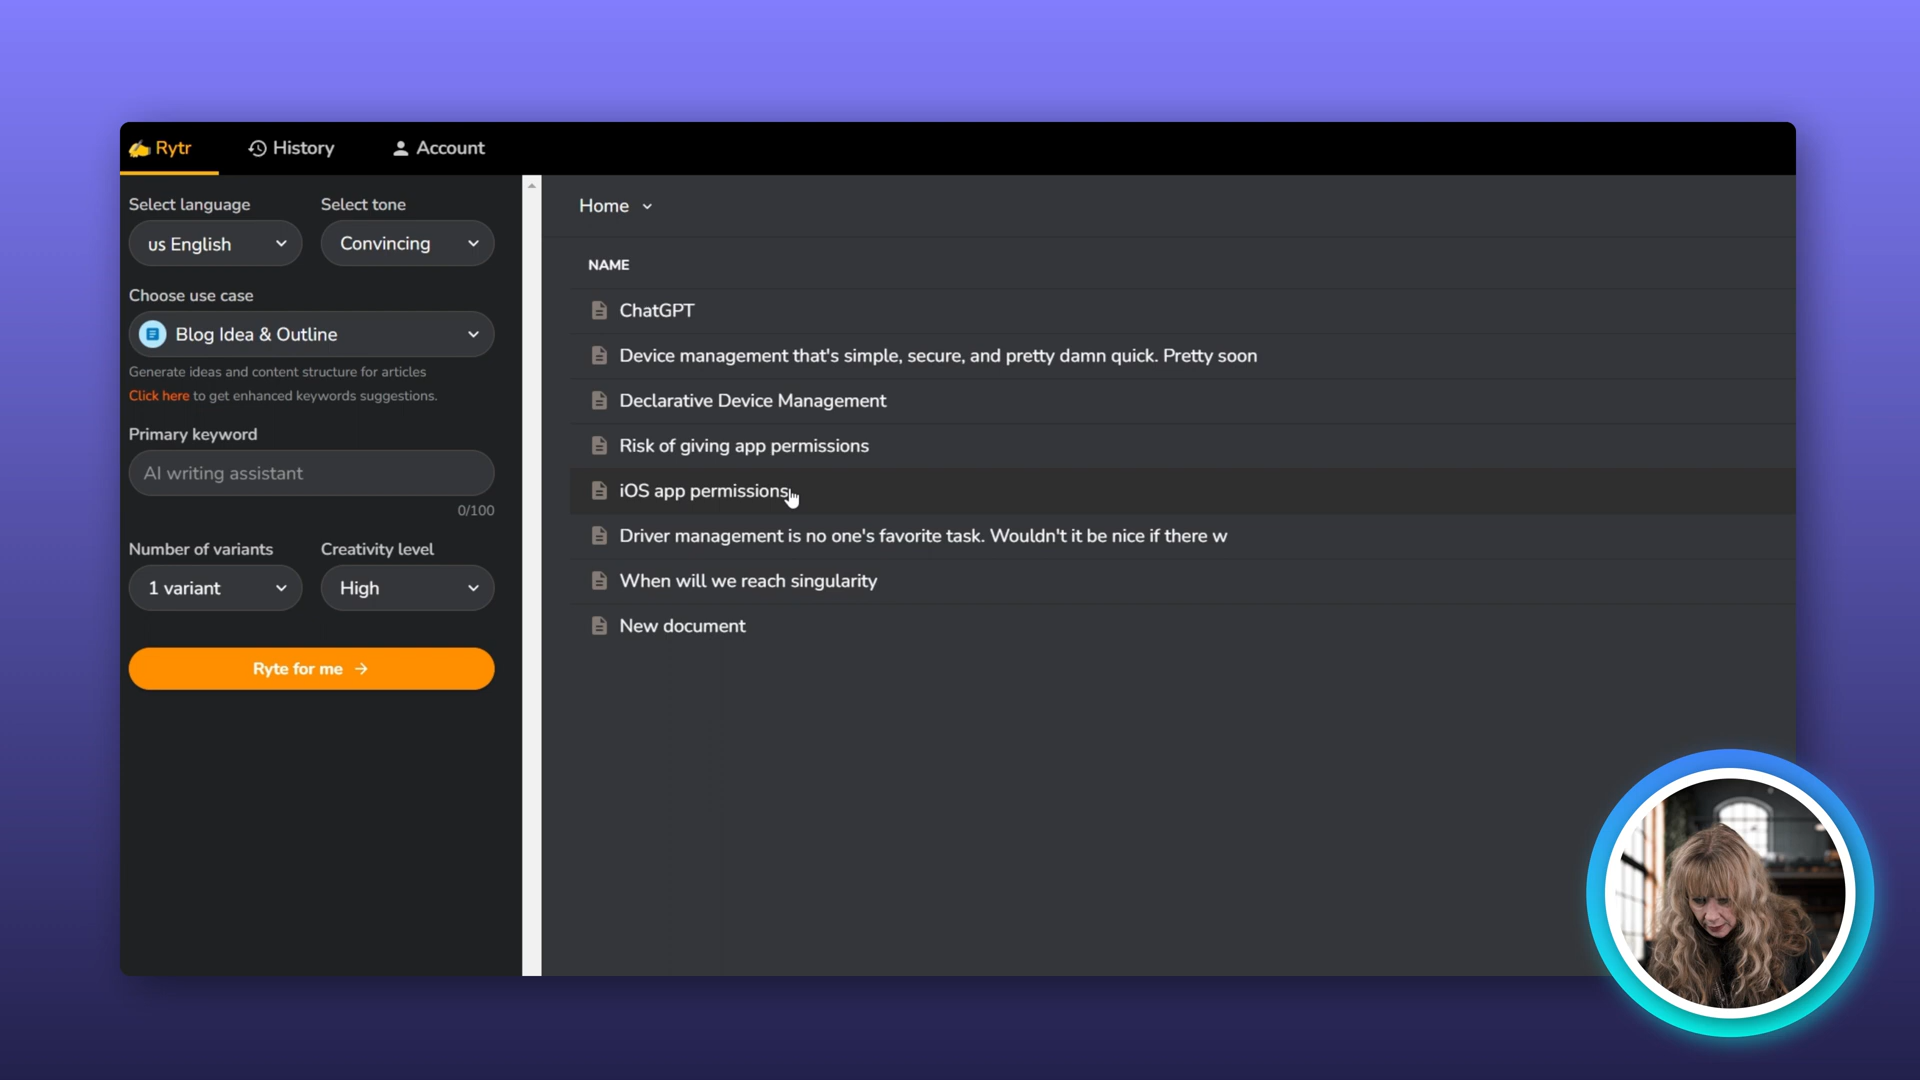 Rytr
History
Account
Select language
Select tone
us English
Convincing
Choose use case
Blog Idea & Outline
Generate ideas and content structure for articles
Click here to get enhanced keywords suggestions.
Primary keyword
AI writing assistant
0/100
Number of variants
Creativity level
1 variant
High
Ryte for me →
Home
NAME
ChatGPT
Device management that's simple, secure, and pretty damn quick. Pretty soon
Declarative Device Management
Risk of giving app permissions
iOS app permissions
Driver management is no one's favorite task. Wouldn't it be nice if there w
When will we reach singularity
New document